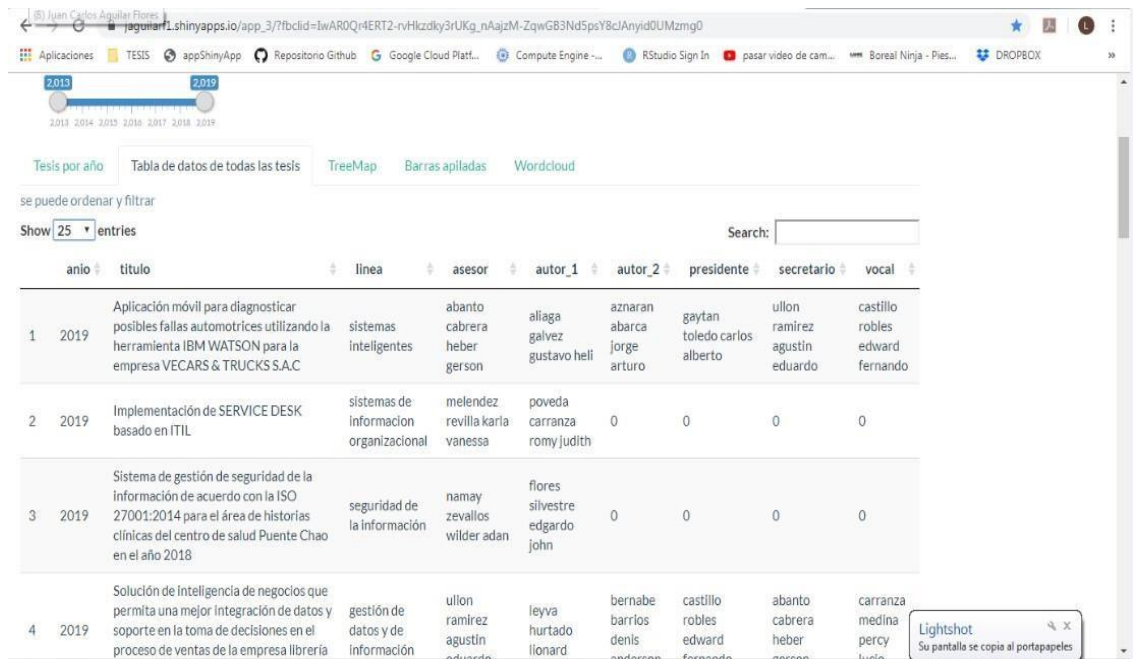 (8) Juan Carlos Aguilar Flores
jaguilarf1.shinyapps.io/app_3/?fbclid=IwAR0Qr4ERT2-rvHkzdky3rUKg_nAajzM-ZqwGB3Nd5psY8cJAnyid0UMzmg0
Aplicaciones TESIS appShinyApp Repositorio Github Google Cloud Platf... Compute Engine -... RStudio Sign In pasar video de cam... Boreal Ninja - Pies... DROPBOX »
2,013 2,019
2,013 2,014 2,015 2,016 2,017 2,018 2,019
Tesis por año Tabla de datos de todas las tesis TreeMap Barras apiladas Wordcloud
se puede ordenar y filtrar
Show 25 entries Search:
anio titulo linea asesor autor_1 autor_2 presidente secretario vocal
1 2019 Aplicación móvil para diagnosticar
posibles fallas automotrices utilizando la
herramienta IBM WATSON para la
empresa VECARS & TRUCKS S.A.C
sistemas
inteligentes
abanto
cabrera
heber
gerson
aliaga
galvez
gustavo heli
aznaran
abarca
jorge
arturo
gaytan
toledo carlos
alberto
ullon
ramirez
agustin
eduardo
castillo
robles
edward
fernando
2 2019 Implementación de SERVICE DESK
basado en ITIL
sistemas de
informacion
organizacional
melendez
revilla karla
vanessa
poveda
carranza
romy judith
0 0 0 0
3 2019 Sistema de gestión de seguridad de la
información de acuerdo con la ISO
27001:2014 para el área de historias
clínicas del centro de salud Puente Chao
en el año 2018
seguridad de
la información
namay
zevallos
wilder adan
flores
silvestre
edgardo
john
0 0 0 0
4 2019 Solución de inteligencia de negocios que
permita una mejor integración de datos y
soporte en la toma de decisiones en el
proceso de ventas de la empresa librería
gestión de
datos y de
información
ullon
ramirez
agustin
eduardo
leyva
hurtado
lionard
bernabe
barrios
denis
anderson
castillo
robles
edward
fernando
abanto
cabrera
heber
gerson
carranza
medina
percy
lucio
Lightshot
Su pantalla se copia al portapapeles
L